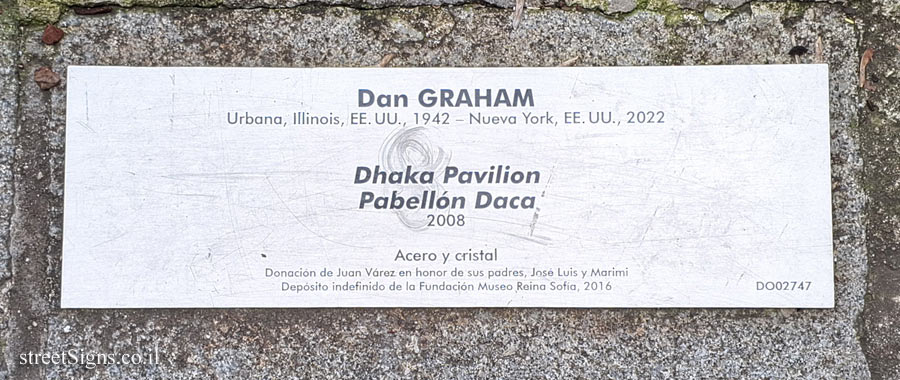 Dan GRAHAM
Urbana, Illinois, EE.UU., 1942 – Nueva York, EE.UU., 2022
Dhaka Pavilion
Pabellón Daca
2008
Acero y cristal
Donación de Juan Várez en honor de sus padres, José Luis y Marimi
Depósito indefinido de la Fundación Museo Reina Sofía, 2016
DO02747
streetSigns.co.il